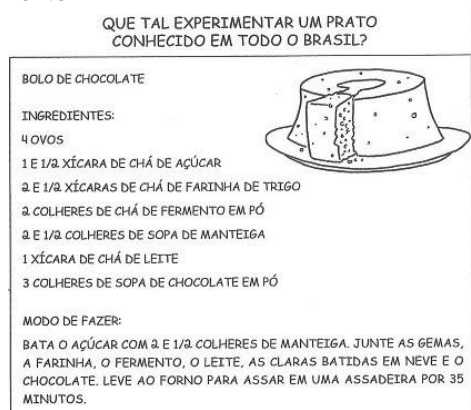 QUE TAL EXPERIMENTAR UM PRATO
CONHECIDO EM TODO O BRASIL?
BOLO DE CHOCOLATE
INGREDIENTES:
4 OVOS
1 E 1/2 XÍCARA DE CHÁ DE AÇÚCAR
2 E 1/2 XÍCARAS DE CHÁ DE FARINHA DE TRIGO
2 COLHERES DE CHÁ DE FERMENTO EM PÓ
2 E 1/2 COLHERES DE SOPA DE MANTEIGA
1 XÍCARA DE CHÁ DE LEITE
3 COLHERES DE SOPA DE CHOCOLATE EM PÓ
MODO DE FAZER:
BATA O AÇÚCAR COM 2 E 1/2 COLHERES DE MANTEIGA. JUNTE AS GEMAS,
A FARINHA, O FERMENTO, O LEITE, AS CLARAS BATIDAS EM NEVE E O
CHOCOLATE. LEVE AO FORNO PARA ASSAR EM UMA ASSADEIRA POR 35
MINUTOS.